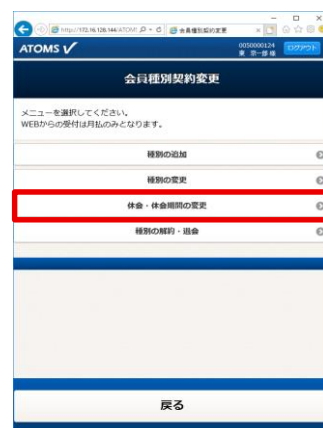 http://172.16.126.144/ATOM:
会員種別契約変更
ATOMS
0050000124
東 京一郎 様
ログアウト
会員種別契約変更
メニューを選択してください。
WEBからの受付は月払のみとなります。
種別の追加
種別の変更
休会・休会期間の変更
種別の解約・退会
戻る